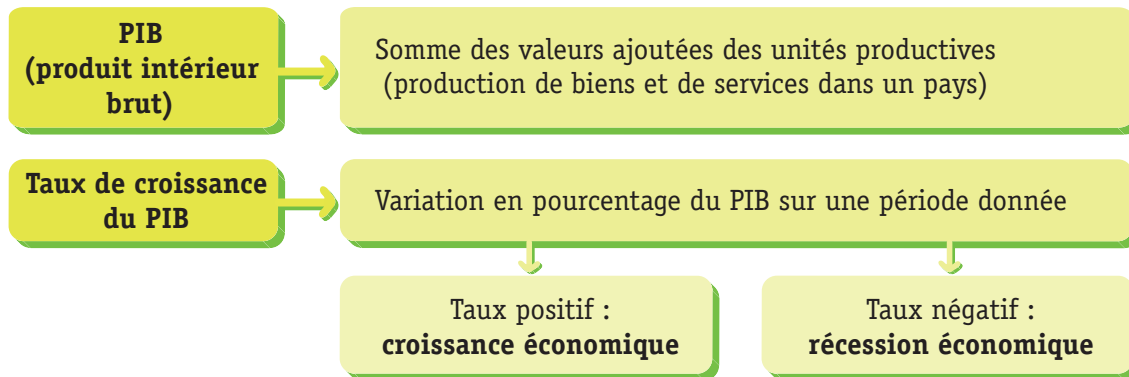 PIB
(produit intérieur
brut)
Somme des valeurs ajoutées des unités productives
(production de biens et de services dans un pays)
Taux de croissance
du PIB
Variation en pourcentage du PIB sur une période donnée
Taux positif :
croissance économique
Taux négatif :
récession économique